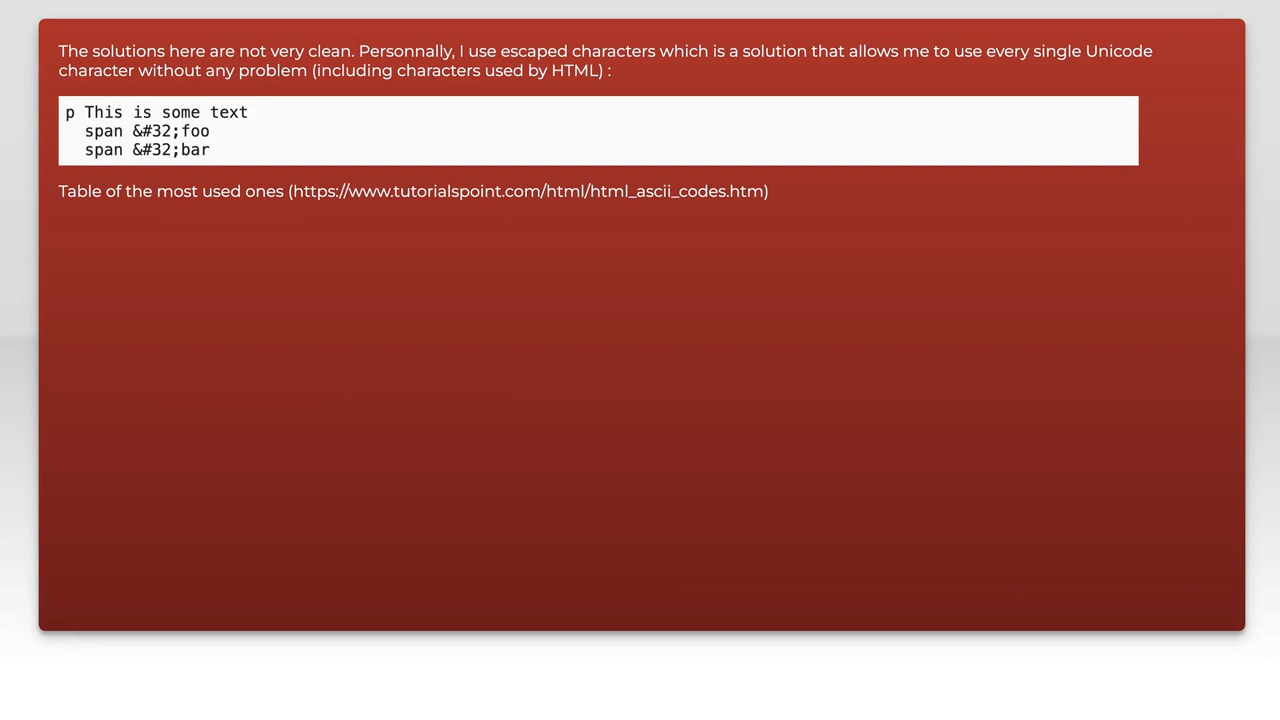 The solutions here are not very clean. Personnally, I use escaped characters which is a solution that allows me to use every single Unicode
character without any problem (including characters used by HTML) :
p This is some text
  span &#32;foo
  span &#32;bar
Table of the most used ones (https://www.tutorialspoint.com/html/html_ascii_codes.htm)